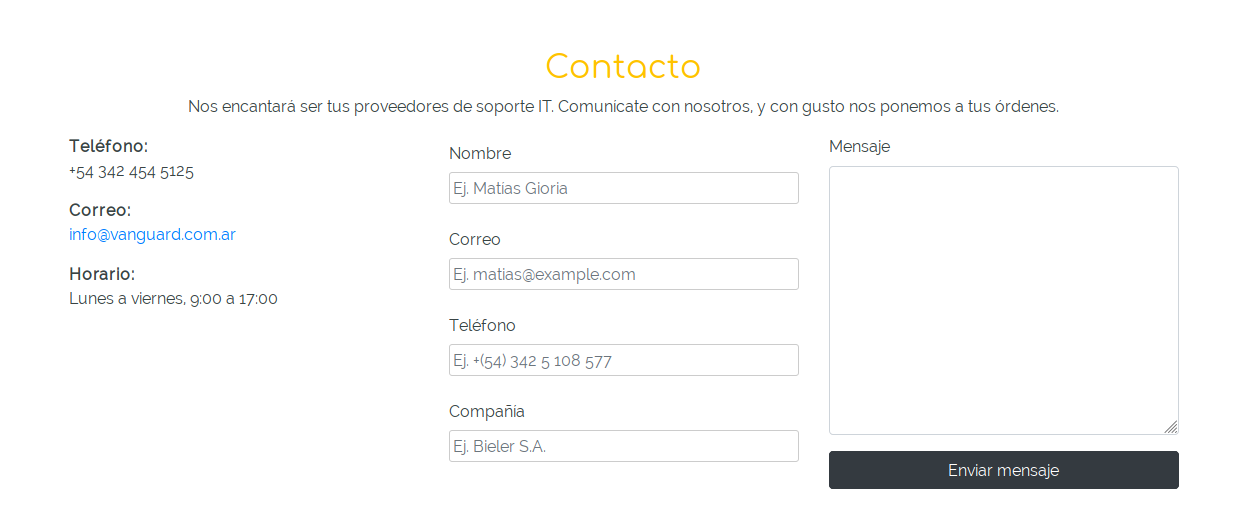 Contacto
Nos encantará ser tus proveedores de soporte IT. Comunícate con nosotros, y con gusto nos ponemos a tus órdenes.
Teléfono:
+54 342 454 5125
Correo:
info@vanguard.com.ar
Horario:
Lunes a viernes, 9:00 a 17:00
Nombre
Ej. Matias Gioria
Correo
Ej. matias@example.com
Teléfono
Ej. +(54) 342 5 108 577
Compañía
Ej. Bieler S.A.
Mensaje
Enviar mensaje